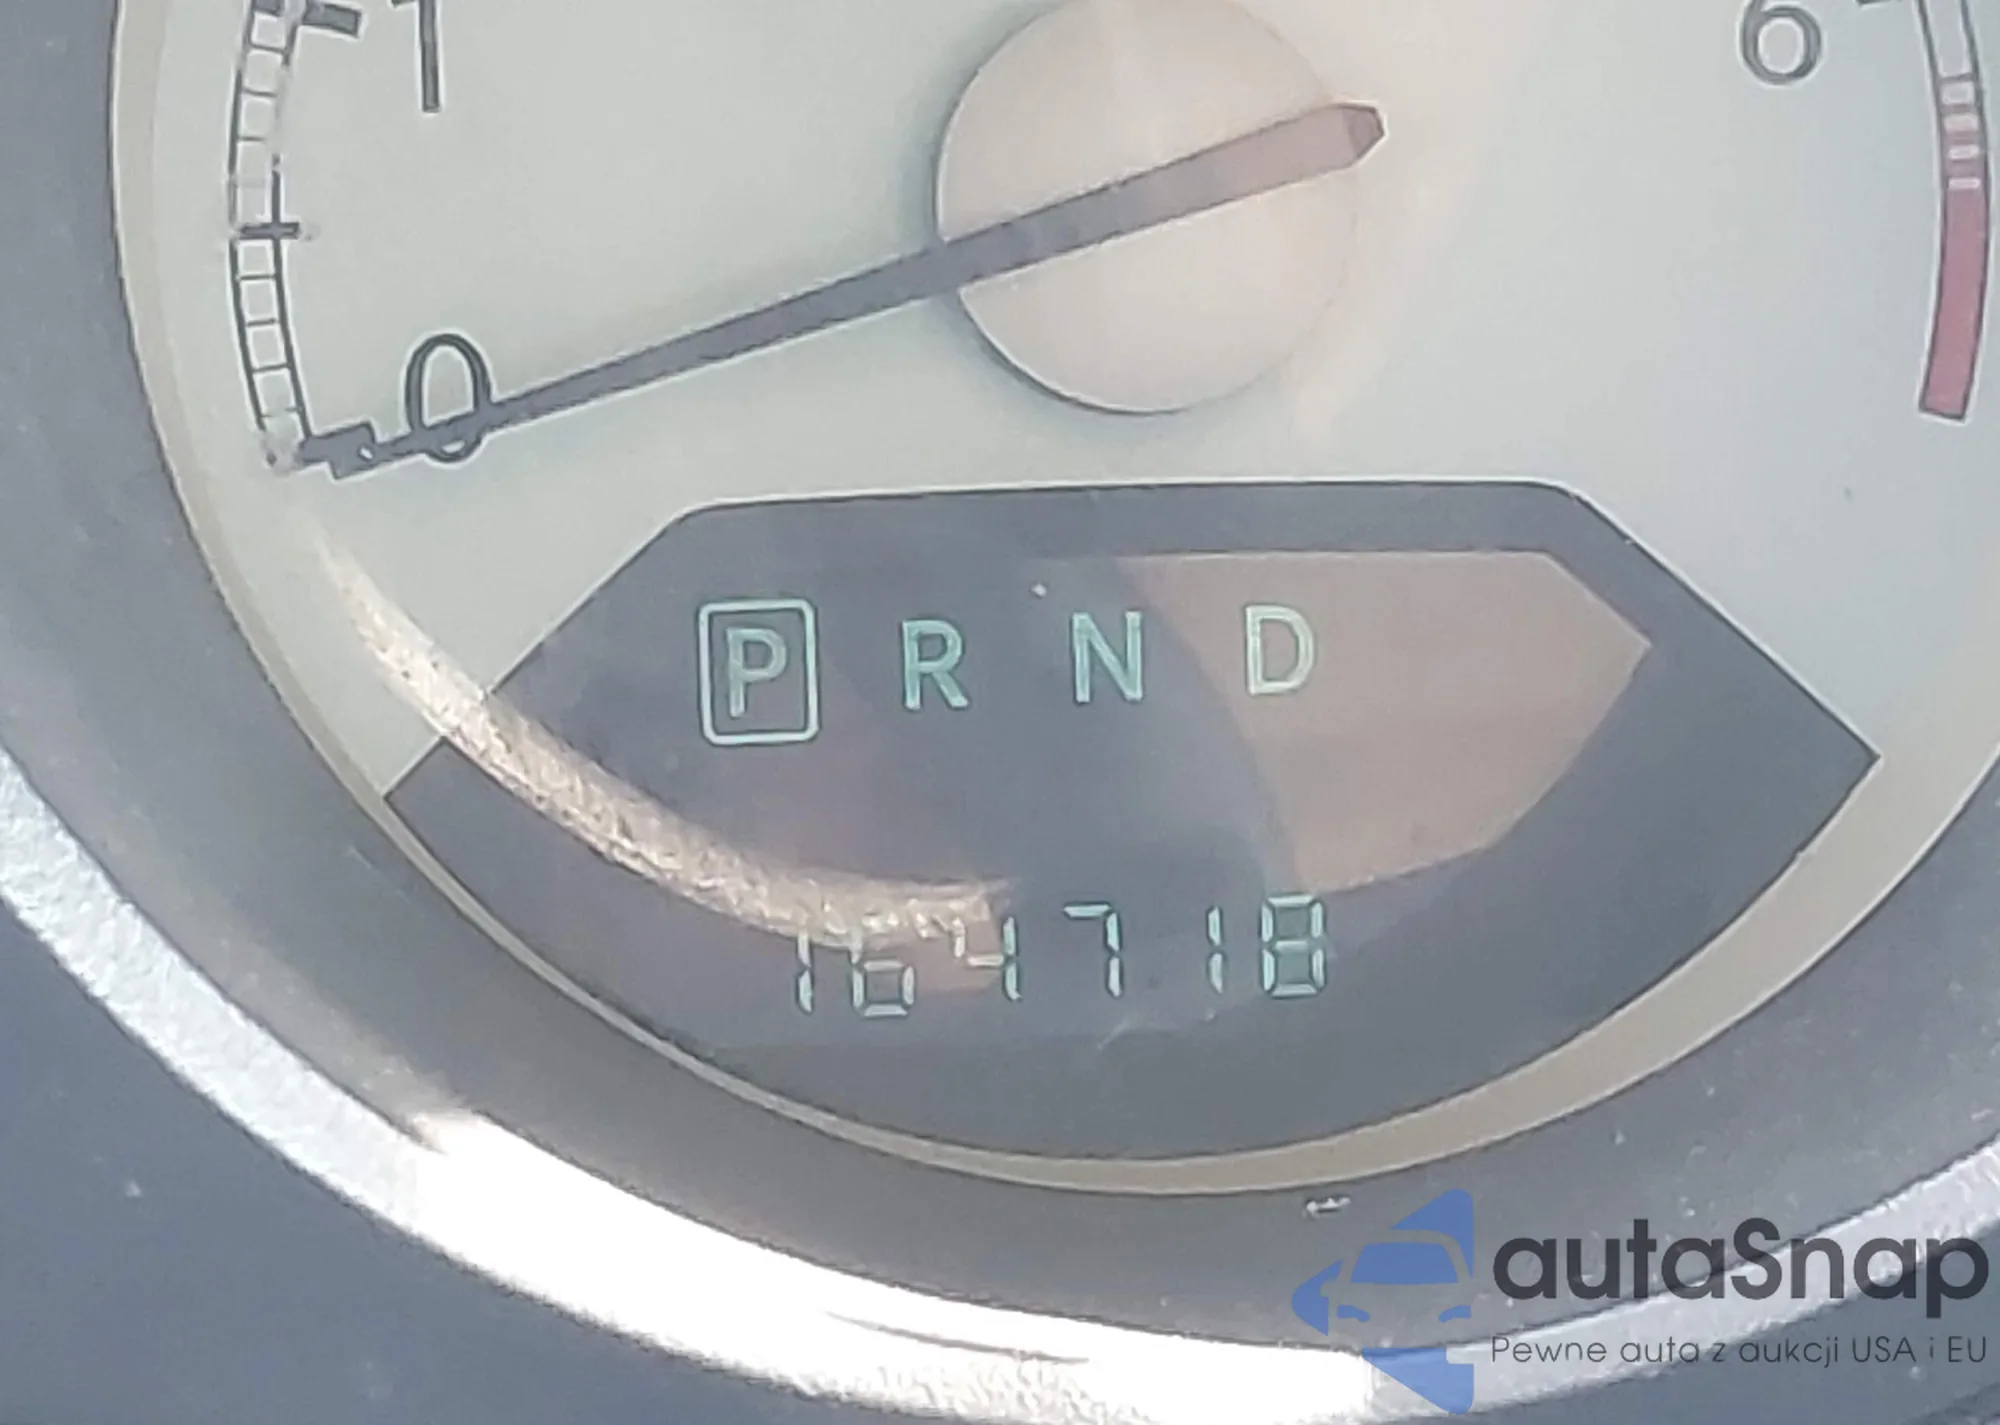 1 6
0
P R N D
164718
autaSnap
Pewne auta z aukcji USA i EU